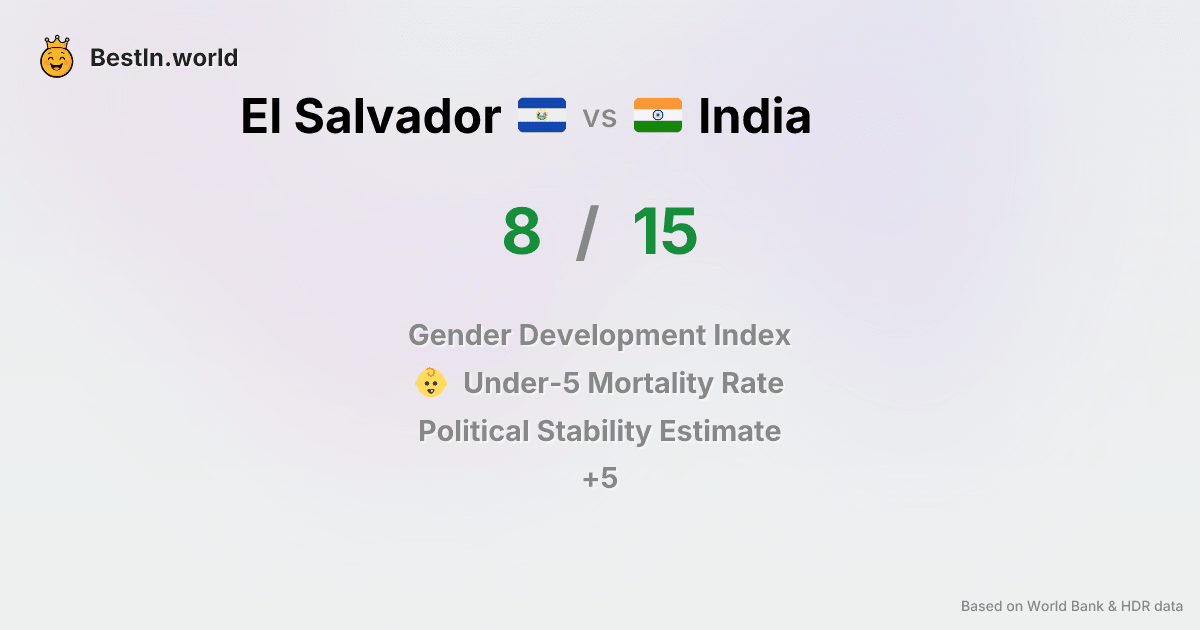 BestIn.world
El Salvador vs India
8 / 15
Gender Development Index
Under-5 Mortality Rate
Political Stability Estimate
+5
Based on World Bank & HDR data